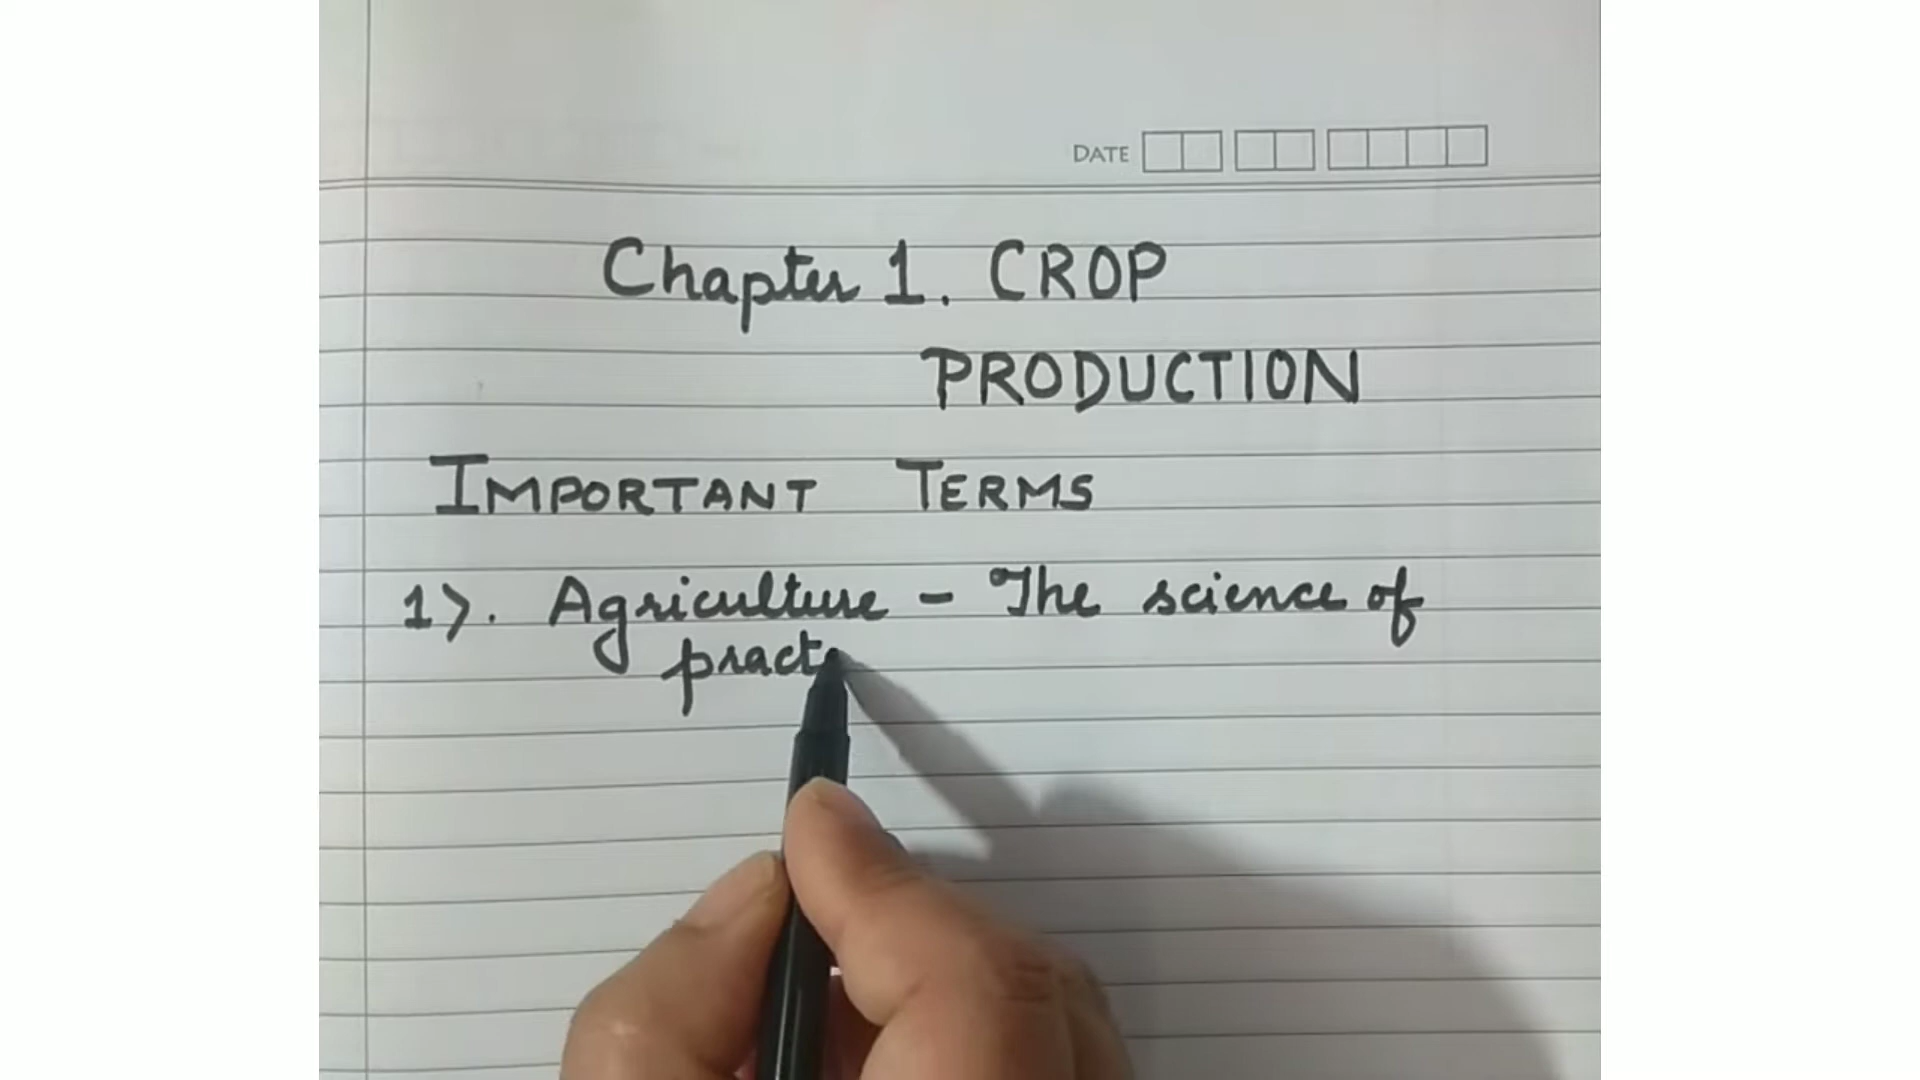 DATE
Chapter 1. CROP
PRODUCTION
IMPORTANT TERMS
1). Agriculture - The science of
pract